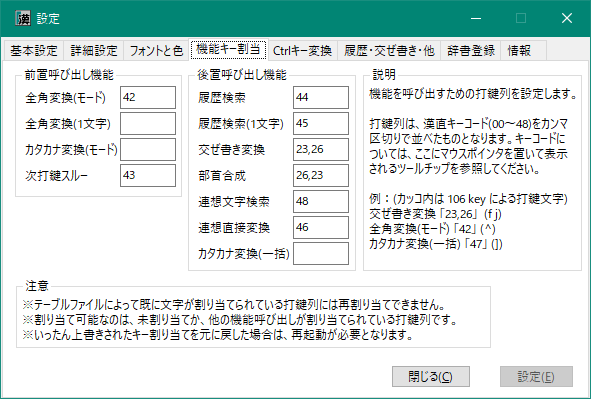 漢 設定
基本設定 詳細設定 フォントと色 機能キー割当 Ctrlキー変換 履歴・交ぜ書き・他 辞書登録 情報
前置呼び出し機能
全角変換(モード) 42
全角変換(1文字)
カタカナ変換(モード)
次打鍵スルー 43
後置呼び出し機能
履歴検索 44
履歴検索(1文字) 45
交ぜ書き変換 23,26
部首合成 26,23
連想文字検索 48
連想直接変換 46
カタカナ変換(一括)
説明
機能を呼び出すための打鍵列を設定します。
打鍵列は、漢直キーコード(00～48)をカンマ
区切りで並べたものとなります。キーコードに
ついては、ここにマウスポインタを置いて表示
されるツールチップを参照してください。
例：(カッコ内は 106 key による打鍵文字)
交ぜ書き変換 「23,26」 (f j)
全角変換(モード) 「42」 (^)
カタカナ変換(一括) 「47」 (])
注意
※テーブルファイルによって既に文字が割り当てられている打鍵列には再割り当てできません。
※割り当て可能なのは、未割り当てか、他の機能呼び出しが割り当てられている打鍵列です。
※いったん上書きされたキー割り当てを元に戻した場合は、再起動が必要となります。
閉じる(C) 設定(E)